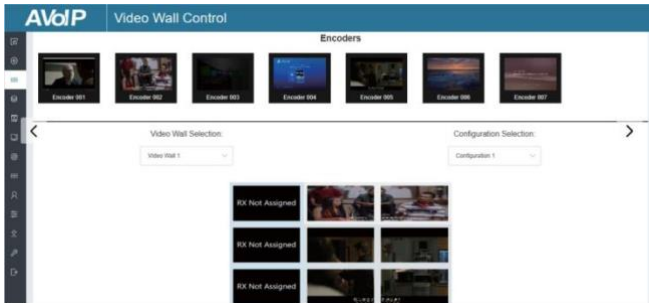 AVoIP Video Wall Control
Encoders
Encoder 001 Encoder 002 Encoder 003 Encoder 004 Encoder 005 Encoder 006 Encoder 007
Video Wall Selection: Configuration Selection:
Video Wall 1 Configuration 1
RX Not Assigned
RX Not Assigned
RX Not Assigned